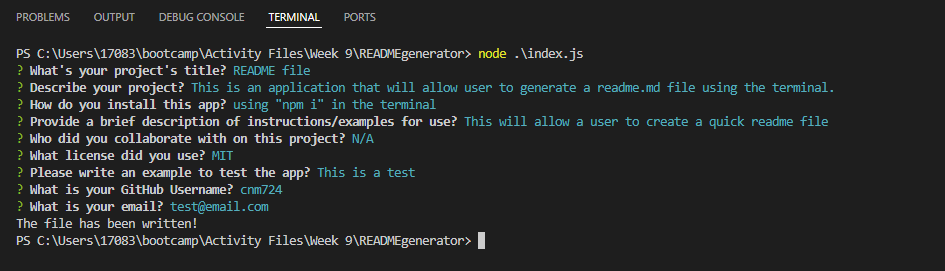 PROBLEMS OUTPUT DEBUG CONSOLE TERMINAL PORTS
PS C:\Users\17083\bootcamp\Activity Files\Week 9\READMEgenerator> node .\index.js
? What's your project's title? README file
? Describe your project? This is an application that will allow user to generate a readme.md file using the terminal.
? How do you install this app? using "npm i" in the terminal
? Provide a brief description of instructions/examples for use? This will allow a user to create a quick readme file
? Who did you collaborate with on this project? N/A
? What license did you use? MIT
? Please write an example to test the app? This is a test
? What is your GitHub Username? cnm724
? What is your email? test@email.com
The file has been written!
PS C:\Users\17083\bootcamp\Activity Files\Week 9\READMEgenerator>